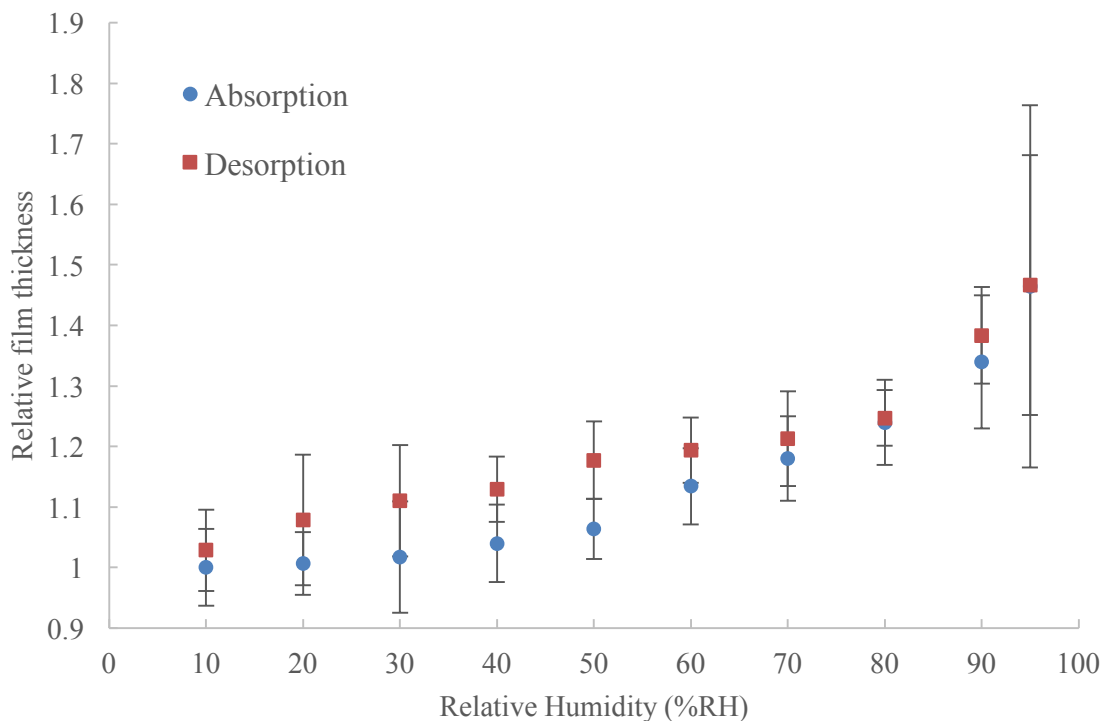 1.9
1.8
1.7
1.6
1.5
1.4
1.3
1.2
1.1
1
0.9
Relative film thickness
Absorption
Desorption
0 10 20 30 40 50 60 70 80 90 100
Relative Humidity (%RH)